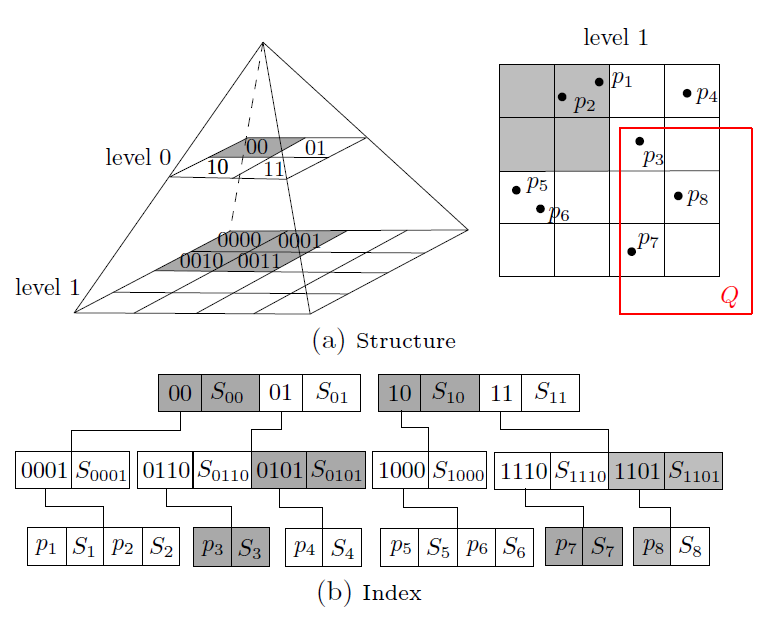 level 1
p₁
p₂
p₄
level 0
00
01
10
11
p₃
p₅
p₆
p₈
0000
0001
0010
0011
p₇
level 1
Q
(a) Structure
00 S₀₀ 01 S₀₁ 10 S₁₀ 11 S₁₁
0001 S₀₀₀₁ 0110 S₀₁₁₀ 0101 S₀₁₀₁ 1000 S₁₀₀₀ 1110 S₁₁₁₀ 1101 S₁₁₀₁
p₁ S₁ p₂ S₂ p₃ S₃ p₄ S₄ p₅ S₅ p₆ S₆ p₇ S₇ p₈ S₈
(b) Index